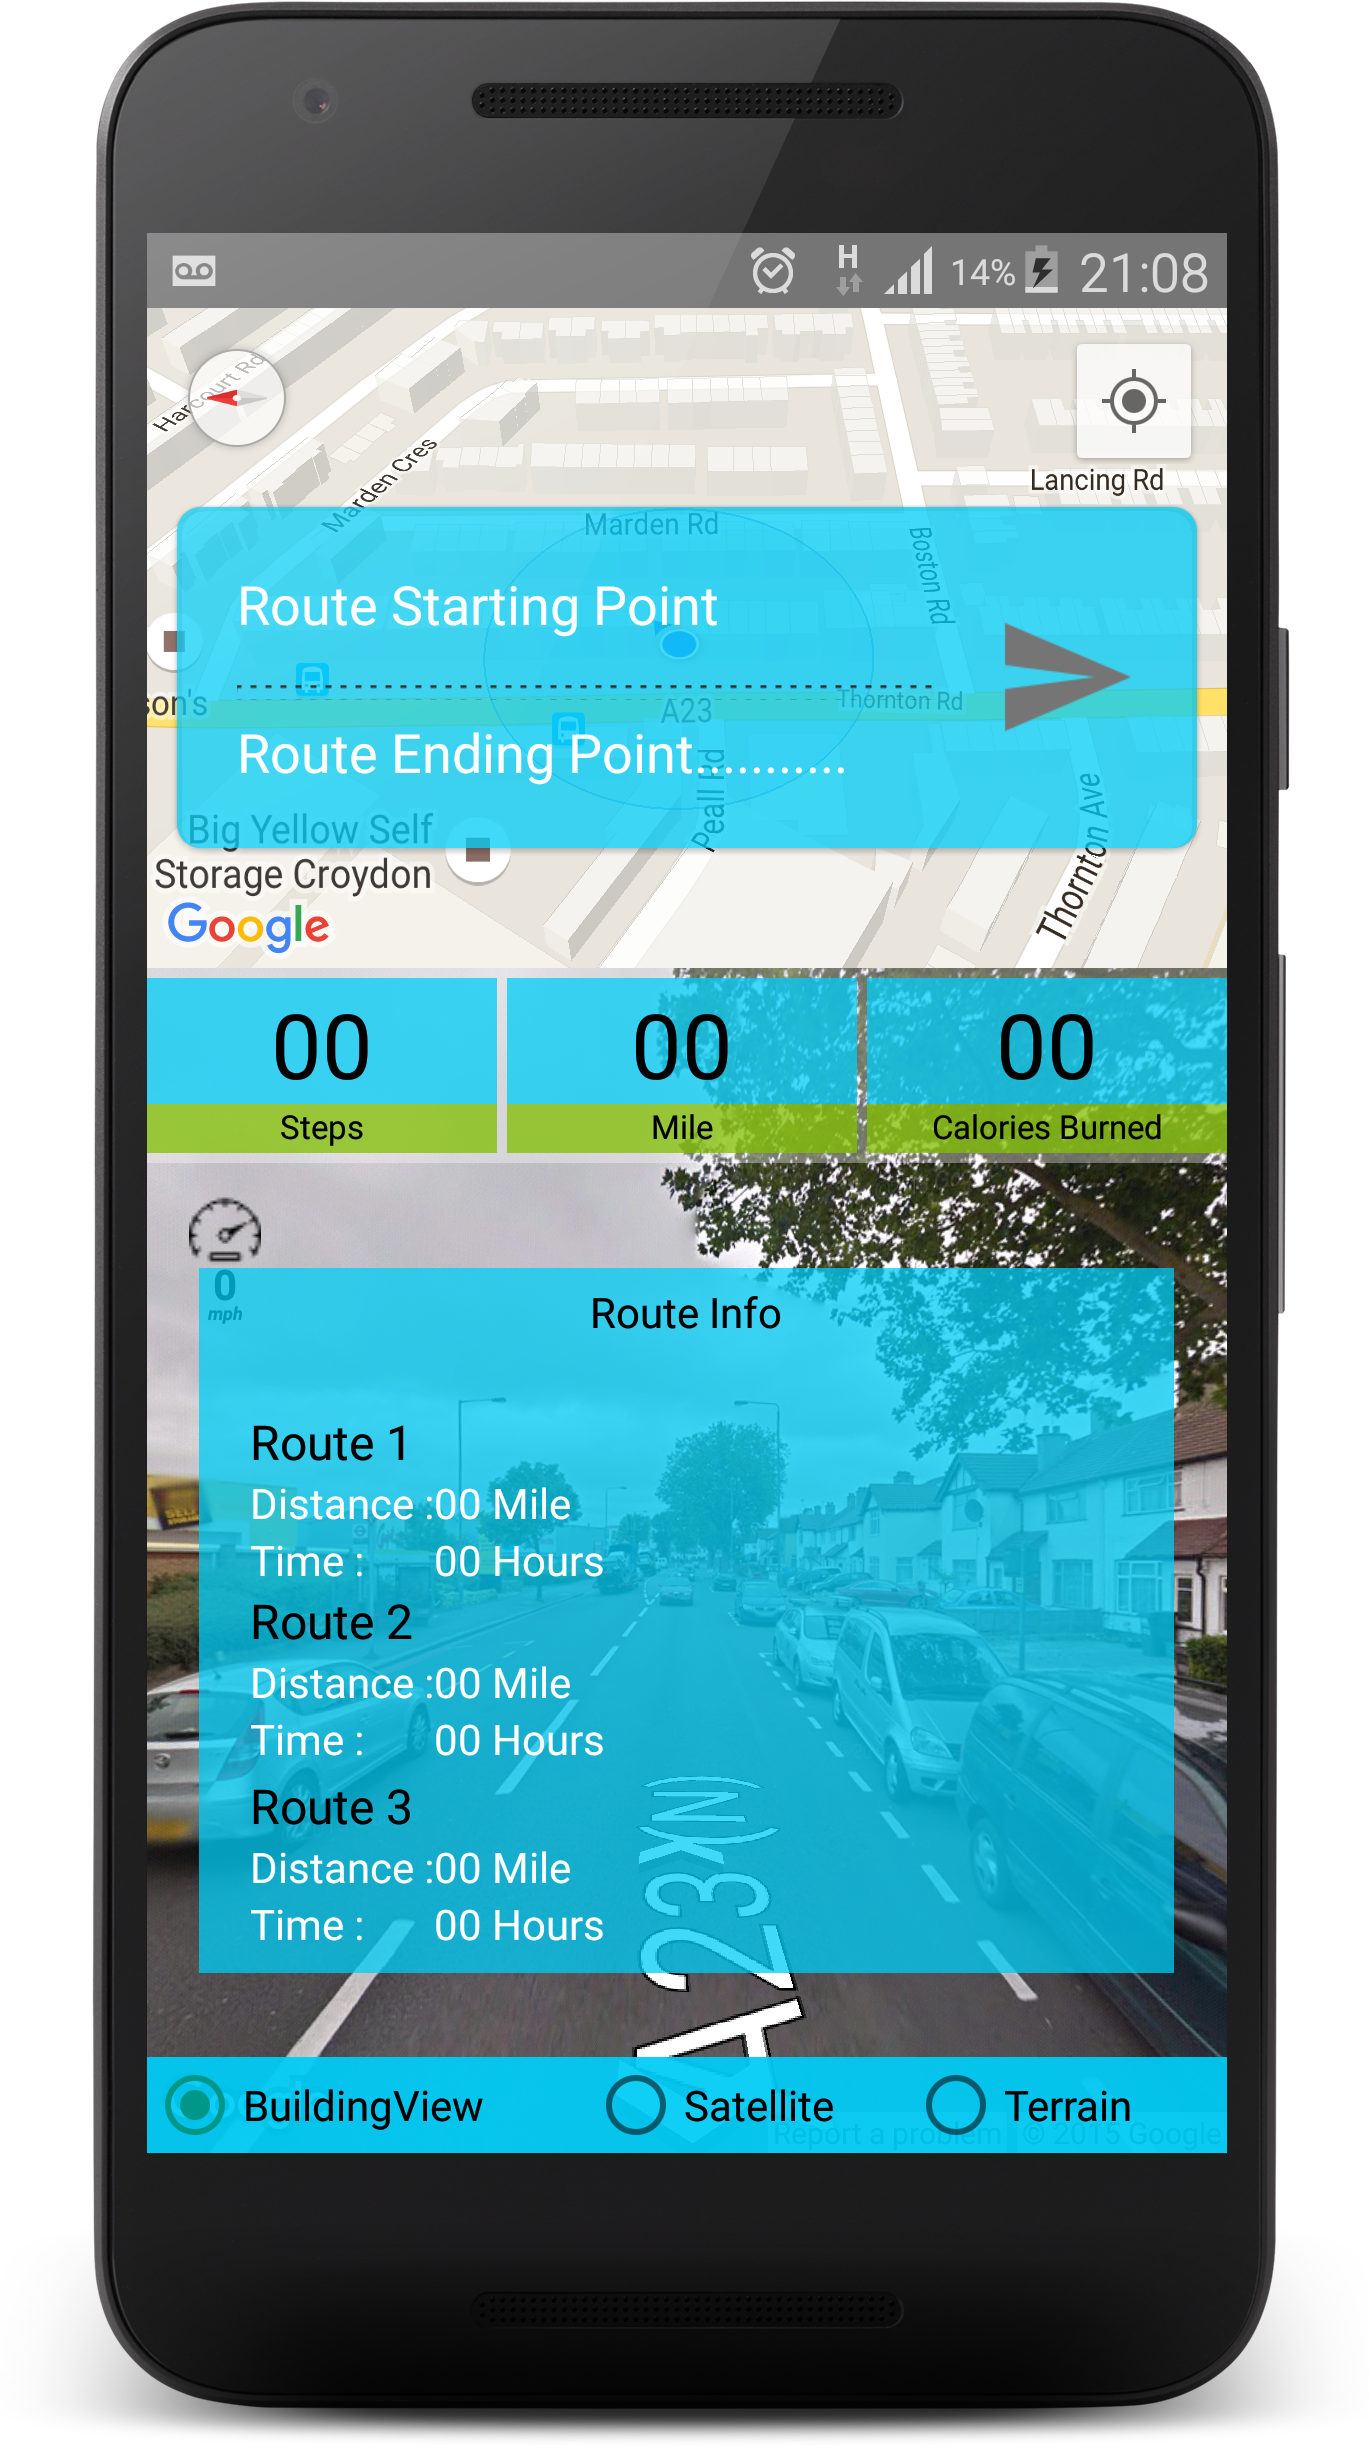 H
14%
21:08
Harcourt Rd
Marden Cres
Lancing Rd
Marden Rd
Boston Rd
Route Starting Point
son's
A23
Thornton Rd
Route Ending Point...........
Peall Rd
Thornton Ave
Big Yellow Self
Storage Croydon
Google
00
00
00
Steps
Mile
Calories Burned
0
mph
Route Info
Route 1
Distance :00 Mile
Time : 00 Hours
Route 2
Distance :00 Mile
Time : 00 Hours
Route 3
Distance :00 Mile
Time : 00 Hours
A23(N)
BuildingView
Satellite
Terrain
Report a problem
© 2015 Google